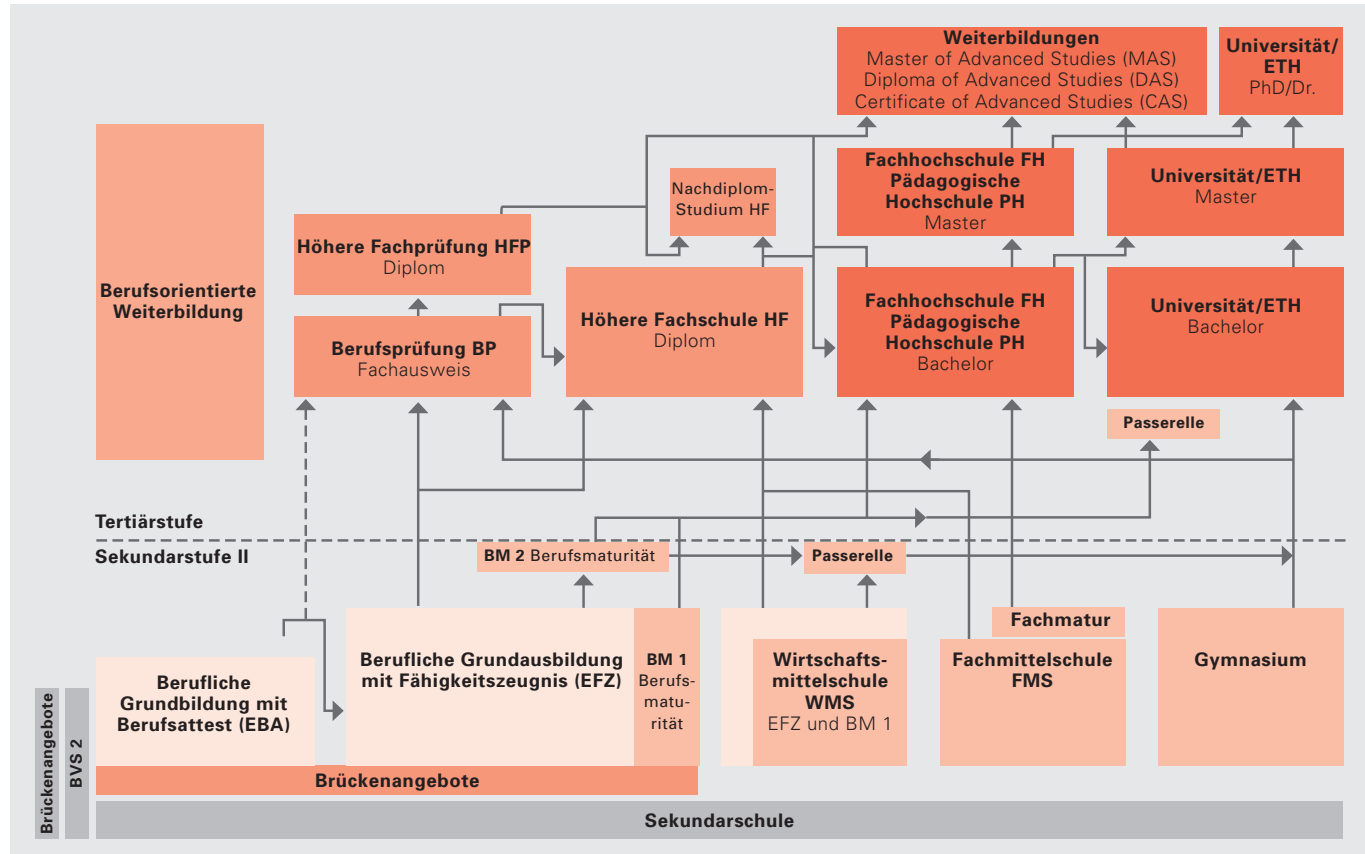 Weiterbildungen
Master of Advanced Studies (MAS)
Diploma of Advanced Studies (DAS)
Certificate of Advanced Studies (CAS)
Universität/
ETH
PhD/Dr.
Fachhochschule FH
Pädagogische
Hochschule PH
Master
Universität/ETH
Master
Nachdiplom-
Studium HF
Höhere Fachprüfung HFP
Diplom
Berufsorientierte
Weiterbildung
Höhere Fachschule HF
Diplom
Fachhochschule FH
Pädagogische
Hochschule PH
Bachelor
Universität/ETH
Bachelor
Berufsprüfung BP
Fachausweis
Passerelle
Tertiärstufe
Sekundarstufe II
BM 2 Berufsmaturität
Passerelle
Berufliche
Grundbildung mit
Berufsattest (EBA)
Berufliche Grundausbildung
mit Fähigkeitszeugnis (EFZ)
BM 1
Berufs-
matu-
rität
Wirtschafts-
mittelschule
WMS
EFZ und BM 1
Fachmatur
Fachmittelschule
FMS
Gymnasium
Brückenangebote
BVS 2
Brückenangebote
Sekundarschule